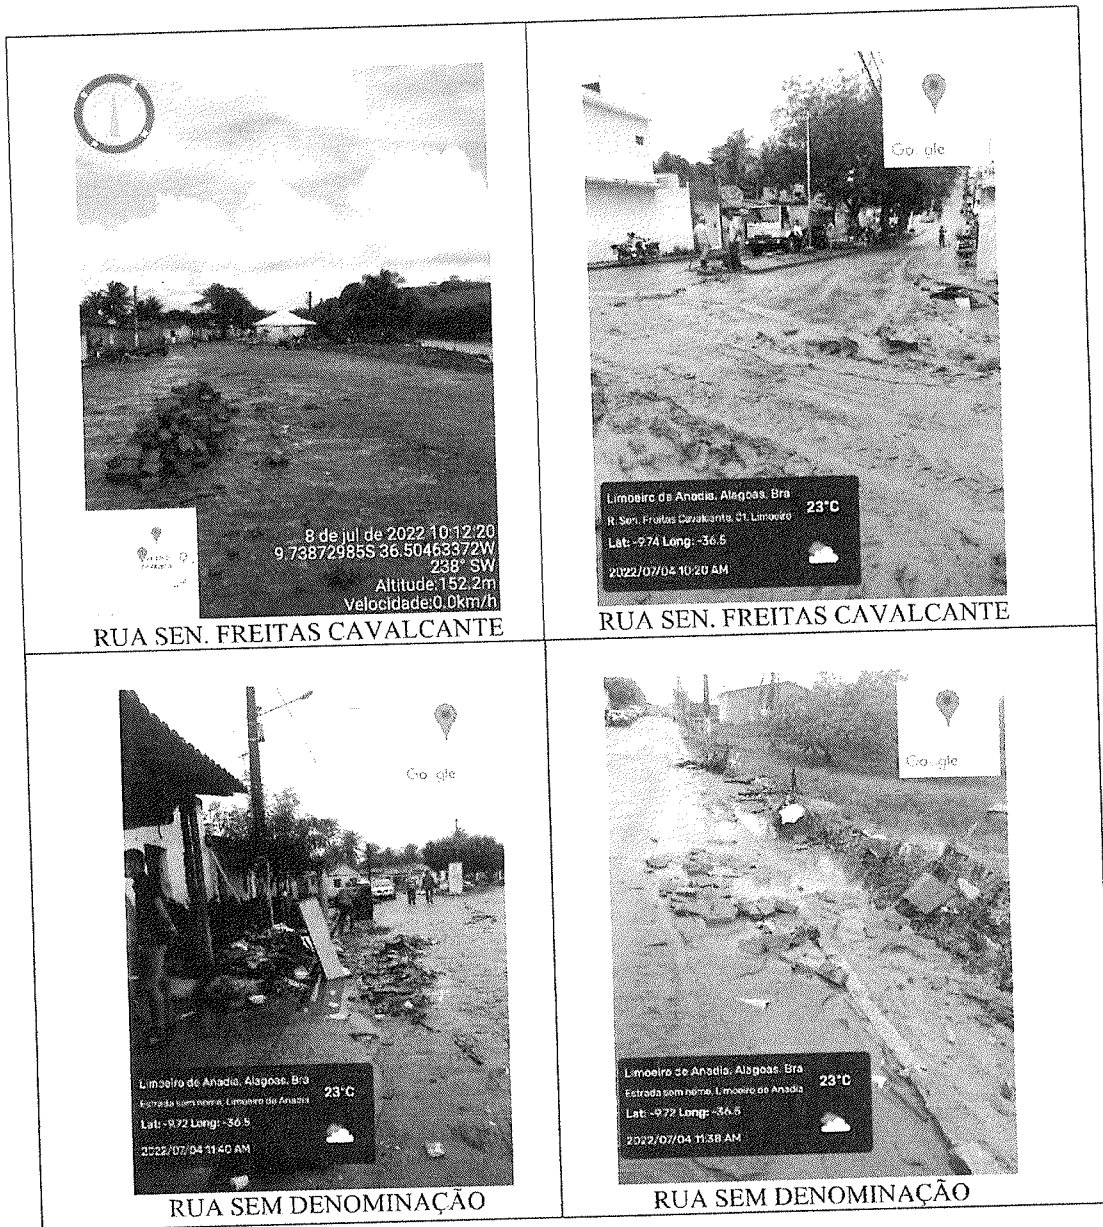 Google
8 de jul de 2022 10:12:20
9,73872985S 36,50463372W
238° SW
Altitude:152.2m
Velocidade:0.0km/h
RUA SEN. FREITAS CAVALCANTE
Limoeiro de Anadia, Alagoas, Bra
R. Sen. Freitas Cavalcante, 01, Limoeiro
23°C
Lat: -9.74 Long: -36.5
2022/07/04 10:20 AM
RUA SEN. FREITAS CAVALCANTE
Google
Limoeiro de Anadia, Alagoas, Bra
Estrada sem nome, Limoeiro de Anadia
23°C
Lat: -9.72 Long: -36.5
2022/07/04 11:40 AM
RUA SEM DENOMINAÇÃO
Google
Limoeiro de Anadia, Alagoas, Bra
Estrada sem nome, Limoeiro de Anadia
23°C
Lat: -9.72 Long: -36.5
2022/07/04 11:38 AM
RUA SEM DENOMINAÇÃO